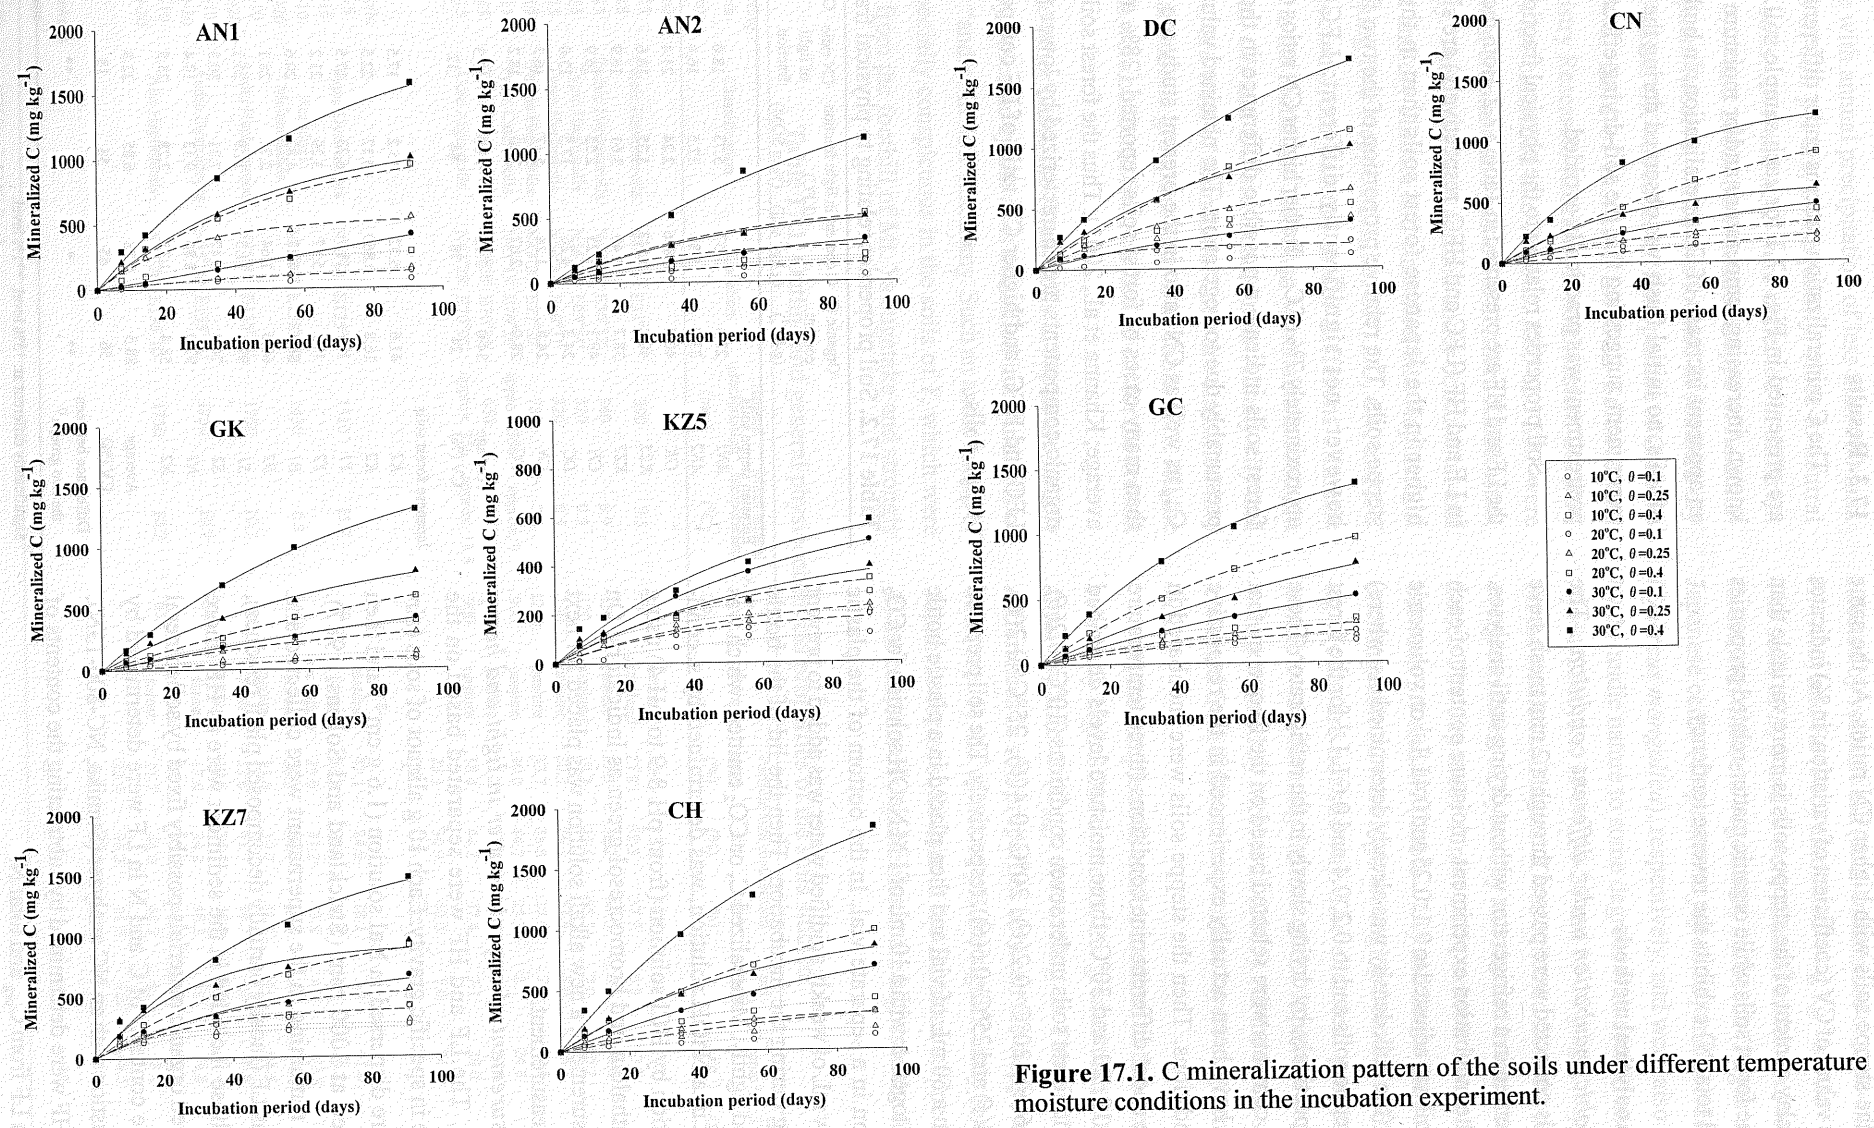 AN1
2000
1500
1000
500
0
Mineralized C (mg kg-1)
0 20 40 60 80 100
Incubation period (days)
AN2
2000
1500
1000
500
0
Mineralized C (mg kg-1)
0 20 40 60 80 100
Incubation period (days)
DC
2000
1500
1000
500
0
Mineralized C (mg kg-1)
0 20 40 60 80 100
Incubation period (days)
CN
2000
1500
1000
500
0
Mineralized C (mg kg-1)
0 20 40 60 80 100
Incubation period (days)
GK
2000
1500
1000
500
0
Mineralized C (mg kg-1)
0 20 40 60 80 100
Incubation period (days)
KZ5
1000
800
600
400
200
0
Mineralized C (mg kg-1)
0 20 40 60 80 100
Incubation period (days)
GC
2000
1500
1000
500
0
Mineralized C (mg kg-1)
0 20 40 60 80 100
Incubation period (days)
10°C, θ=0.1
10°C, θ=0.25
10°C, θ=0.4
20°C, θ=0.1
20°C, θ=0.25
20°C, θ=0.4
30°C, θ=0.1
30°C, θ=0.25
30°C, θ=0.4
KZ7
2000
1500
1000
500
0
Mineralized C (mg kg-1)
0 20 40 60 80 100
Incubation period (days)
CH
2000
1500
1000
500
0
Mineralized C (mg kg-1)
0 20 40 60 80 100
Incubation period (days)
Figure 17.1. C mineralization pattern of the soils under different temperature
moisture conditions in the incubation experiment.